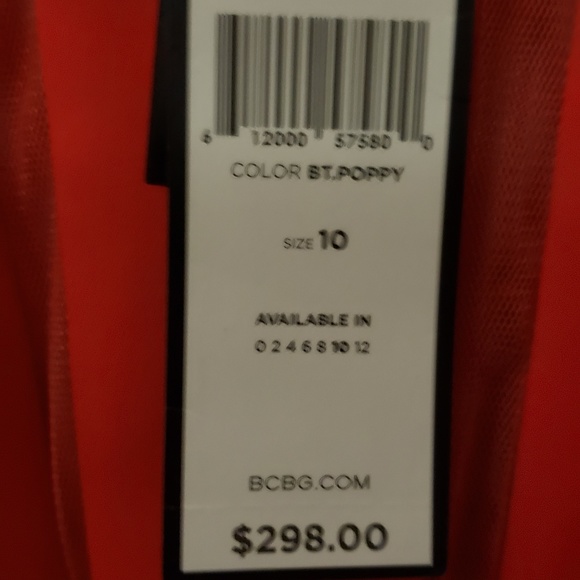 6 12000 57580 0
COLOR BT.POPPY
SIZE 10
AVAILABLE IN
0 2 4 6 8 10 12
BCBG.COM
$298.00